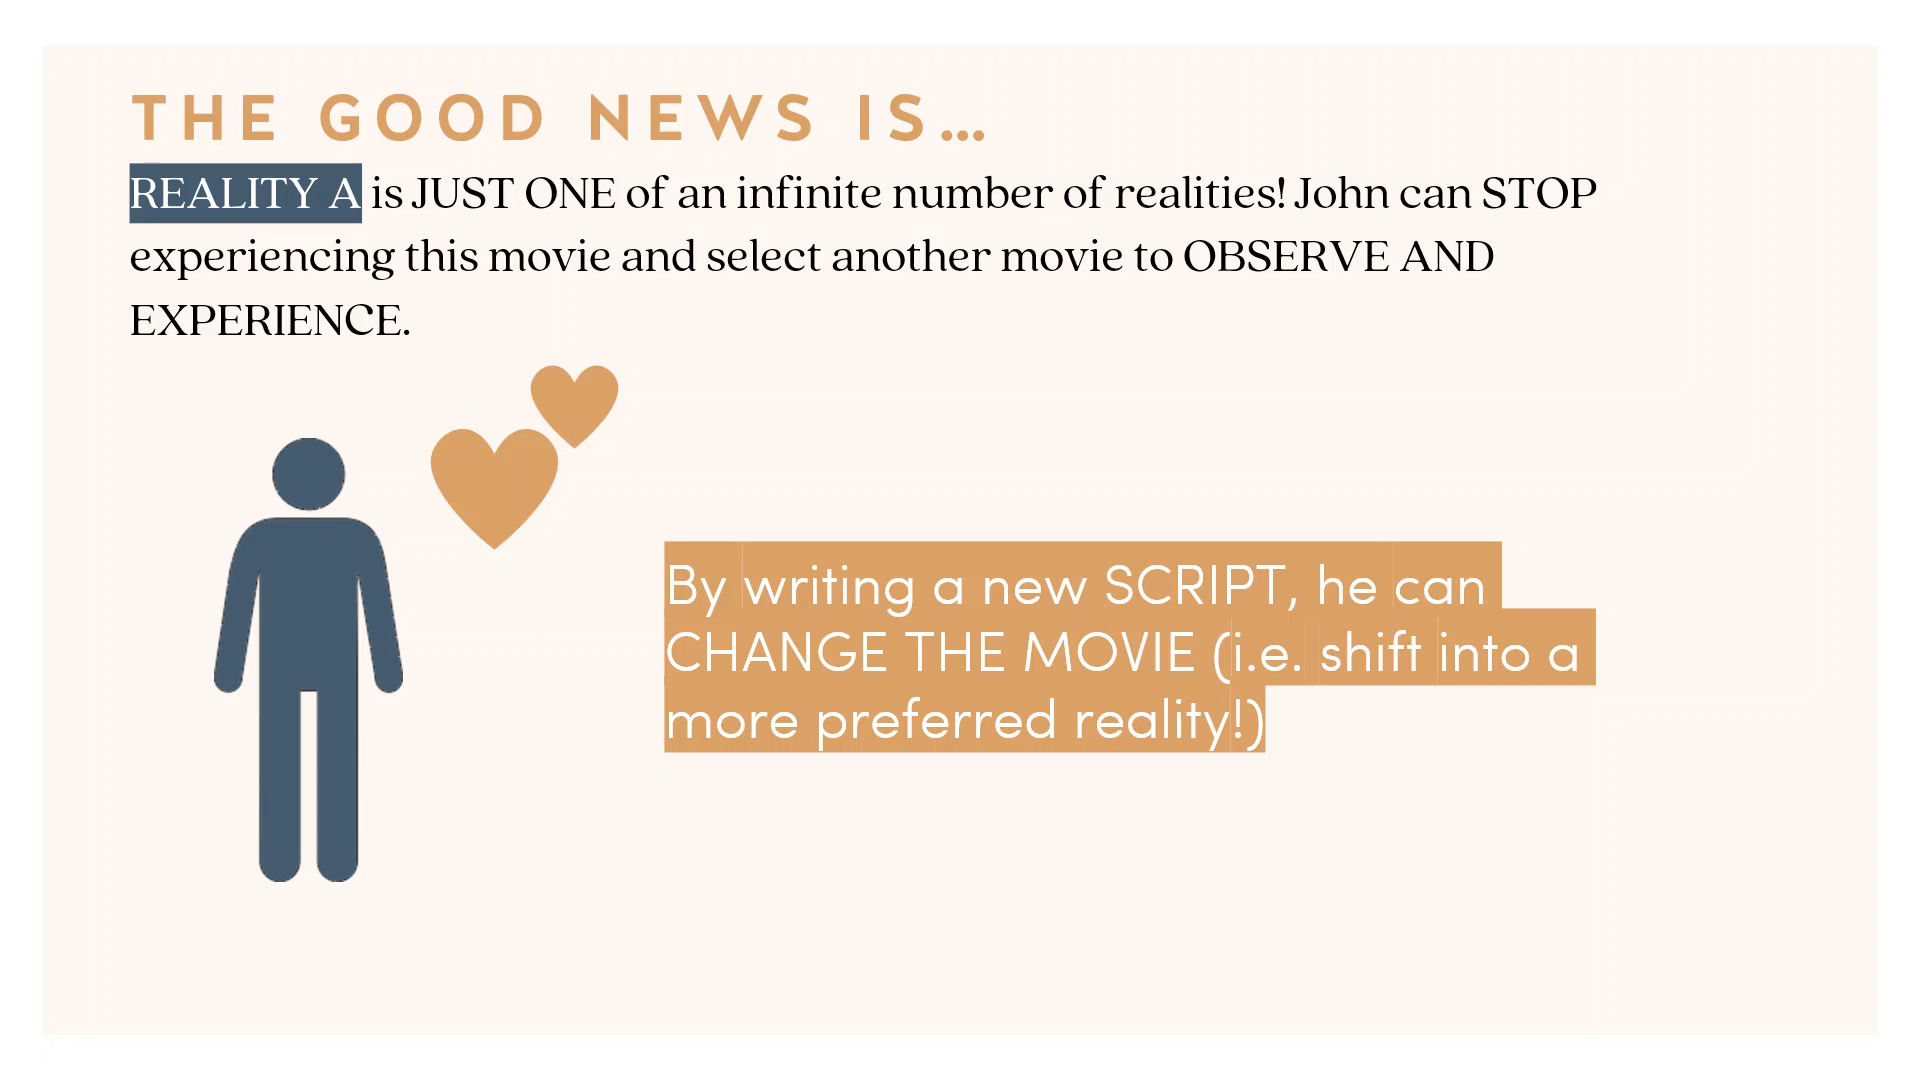 THE GOOD NEWS IS...
REALITY A is JUST ONE of an infinite number of realities! John can STOP
experiencing this movie and select another movie to OBSERVE AND
EXPERIENCE.
By writing a new SCRIPT, he can
CHANGE THE MOVIE (i.e. shift into a
more preferred reality!)